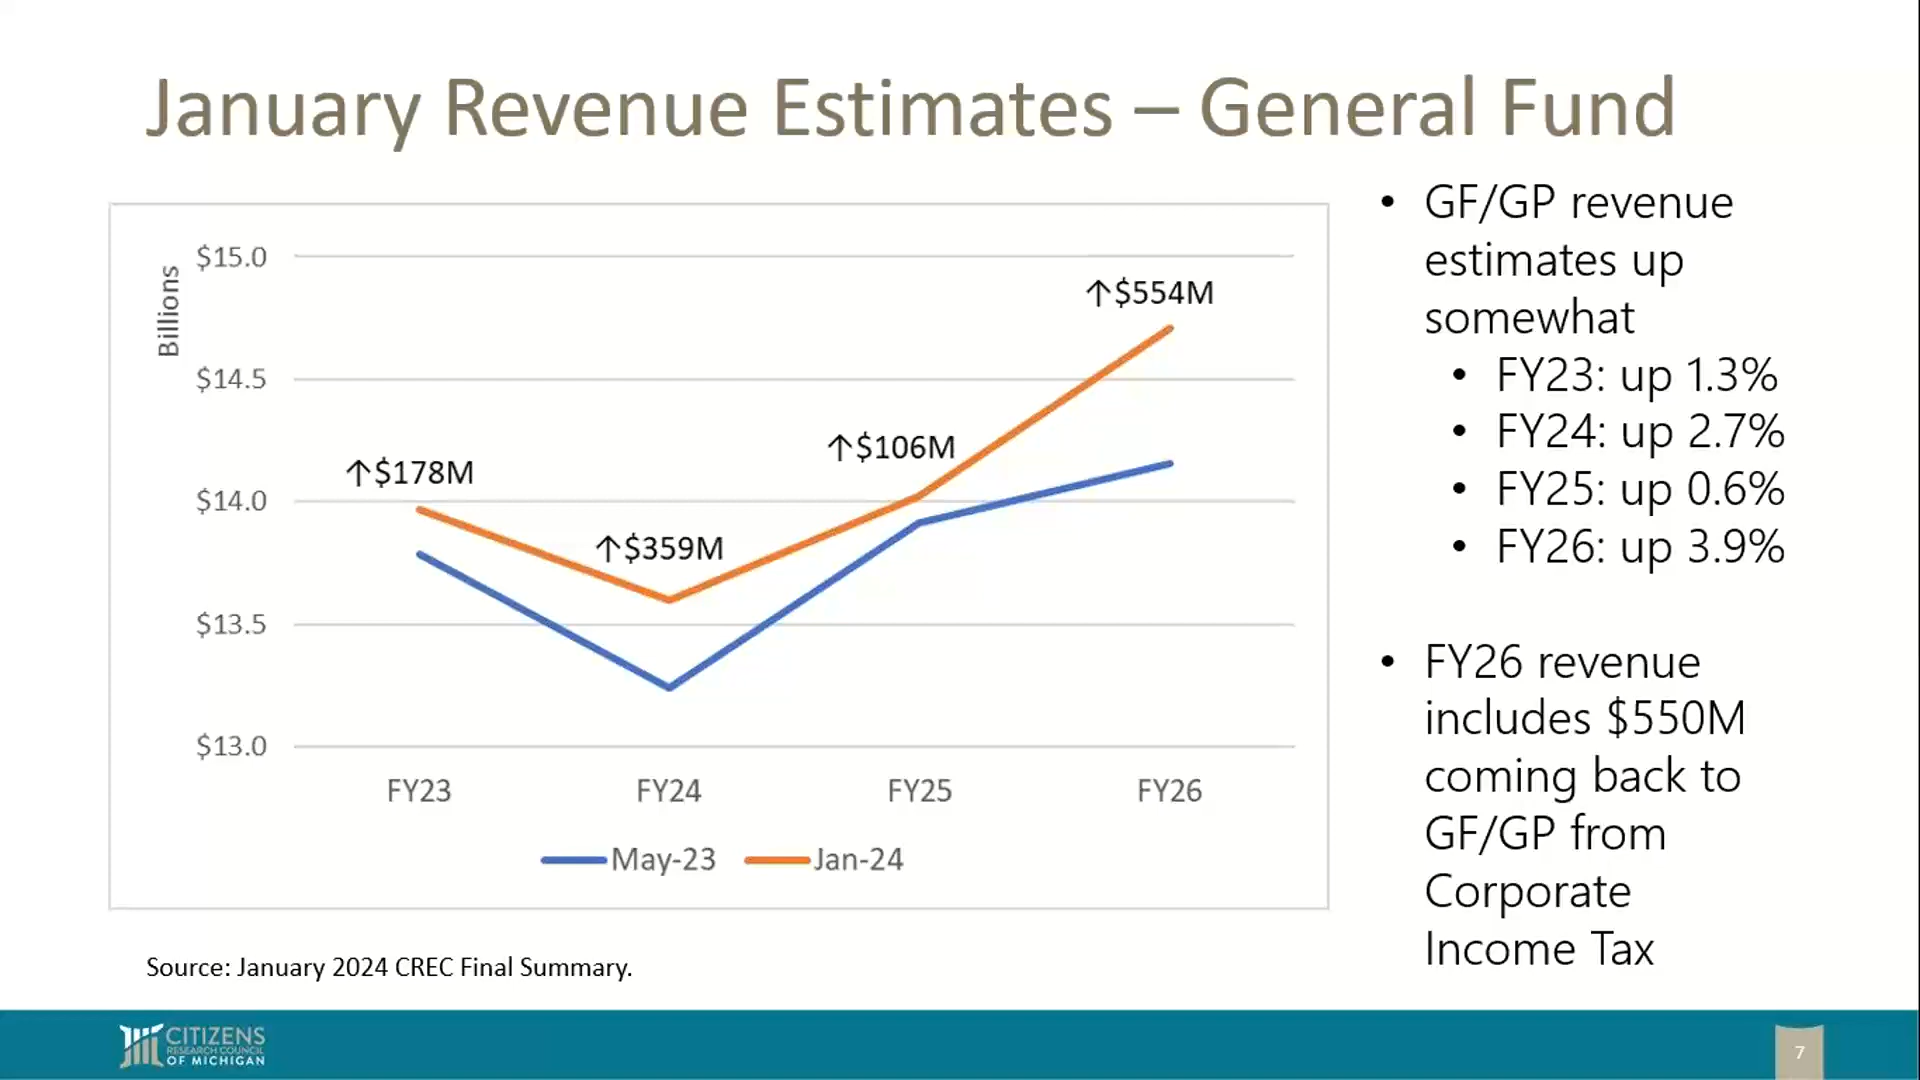 January Revenue Estimates – General Fund
Billions
$15.0
$14.5
$14.0
$13.5
$13.0
↑$178M
↑$359M
↑$106M
↑$554M
FY23 FY24 FY25 FY26
May-23 Jan-24
• GF/GP revenue
estimates up
somewhat
• FY23: up 1.3%
• FY24: up 2.7%
• FY25: up 0.6%
• FY26: up 3.9%
• FY26 revenue
includes $550M
coming back to
GF/GP from
Corporate
Income Tax
Source: January 2024 CREC Final Summary.
CITIZENS
RESEARCH COUNCIL
OF MICHIGAN
7